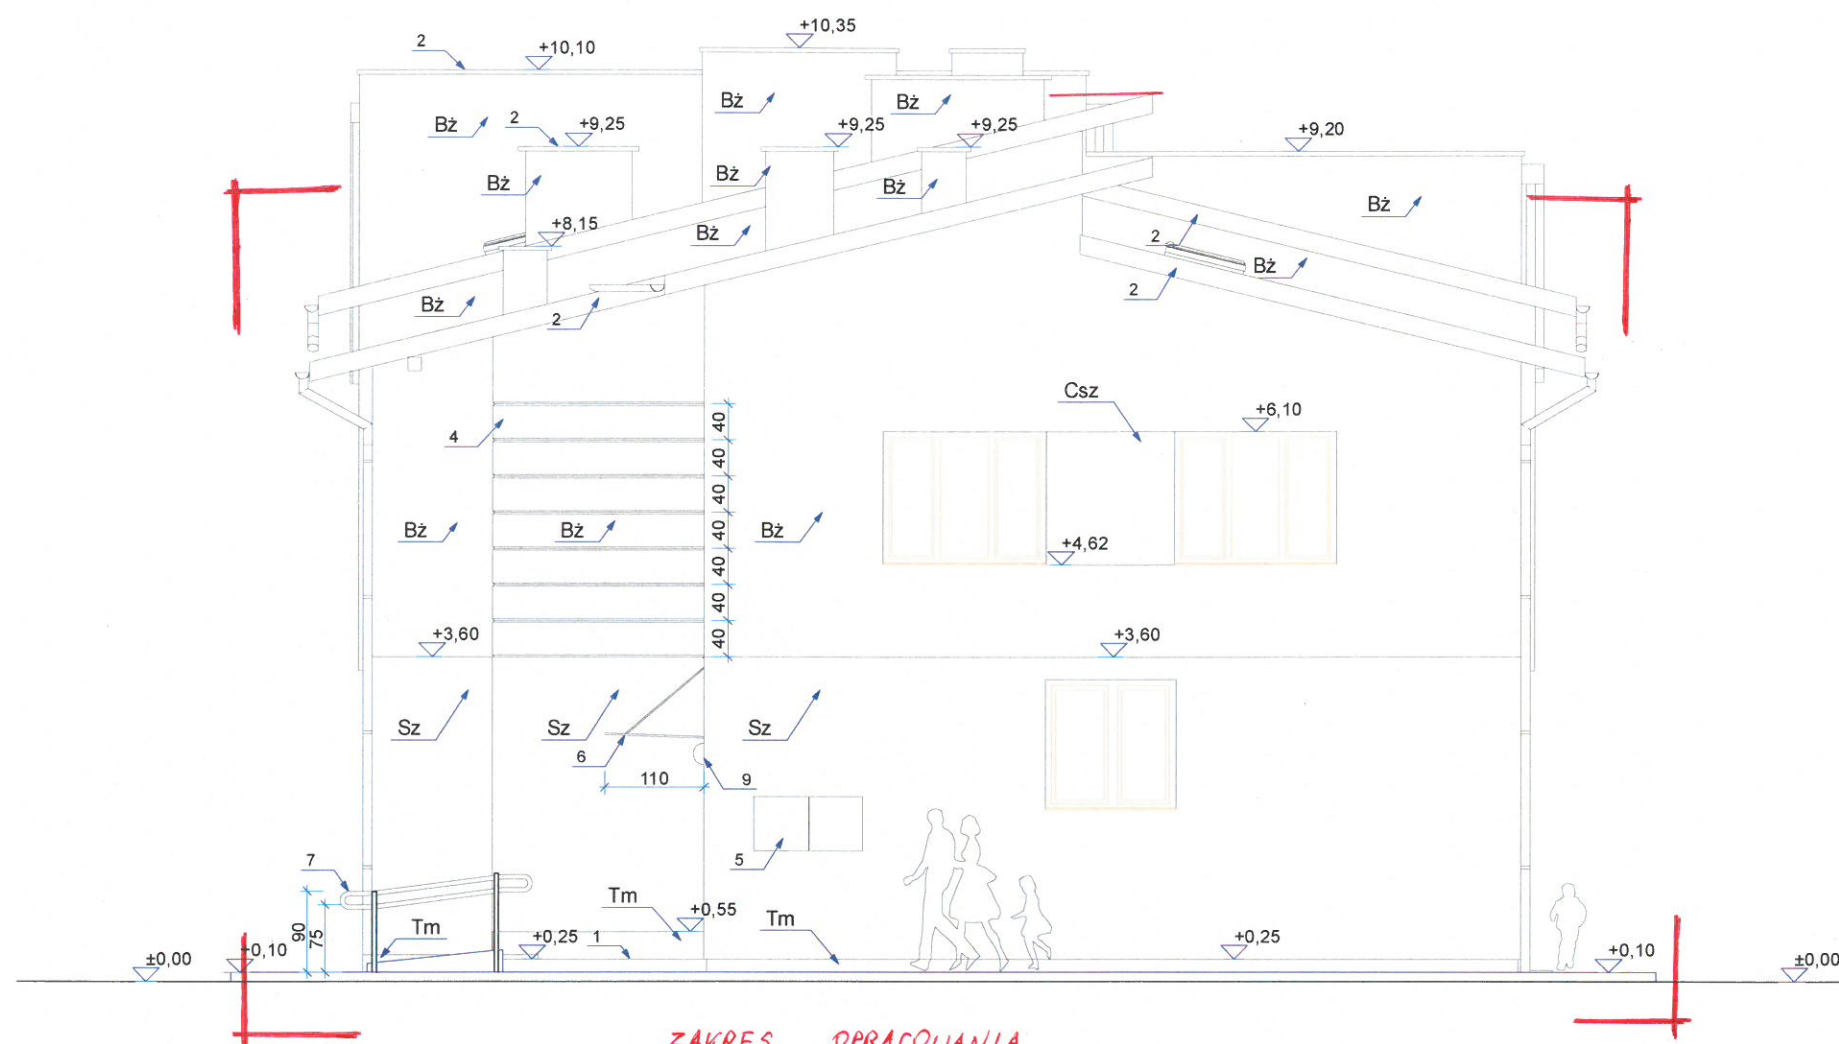 +10,35
2
+10,10
Bż
Bż
Bż
2
+9,25
+9,25
+9,25
+9,20
Bż
Bż
Bż
Bż
+8,15
Bż
2
Bż
Bż
2
2
Csz
+6,10
4
40
40
40
40
40
40
40
Bż
Bż
Bż
+4,62
+3,60
+3,60
Sz
Sz
Sz
6
110
9
5
7
90
75
Tm
Tm
+0,55
Tm
+0,25
1
+0,25
±0,00
+0,10
+0,10
±0,00
ZAKRES OPRACOWANIA